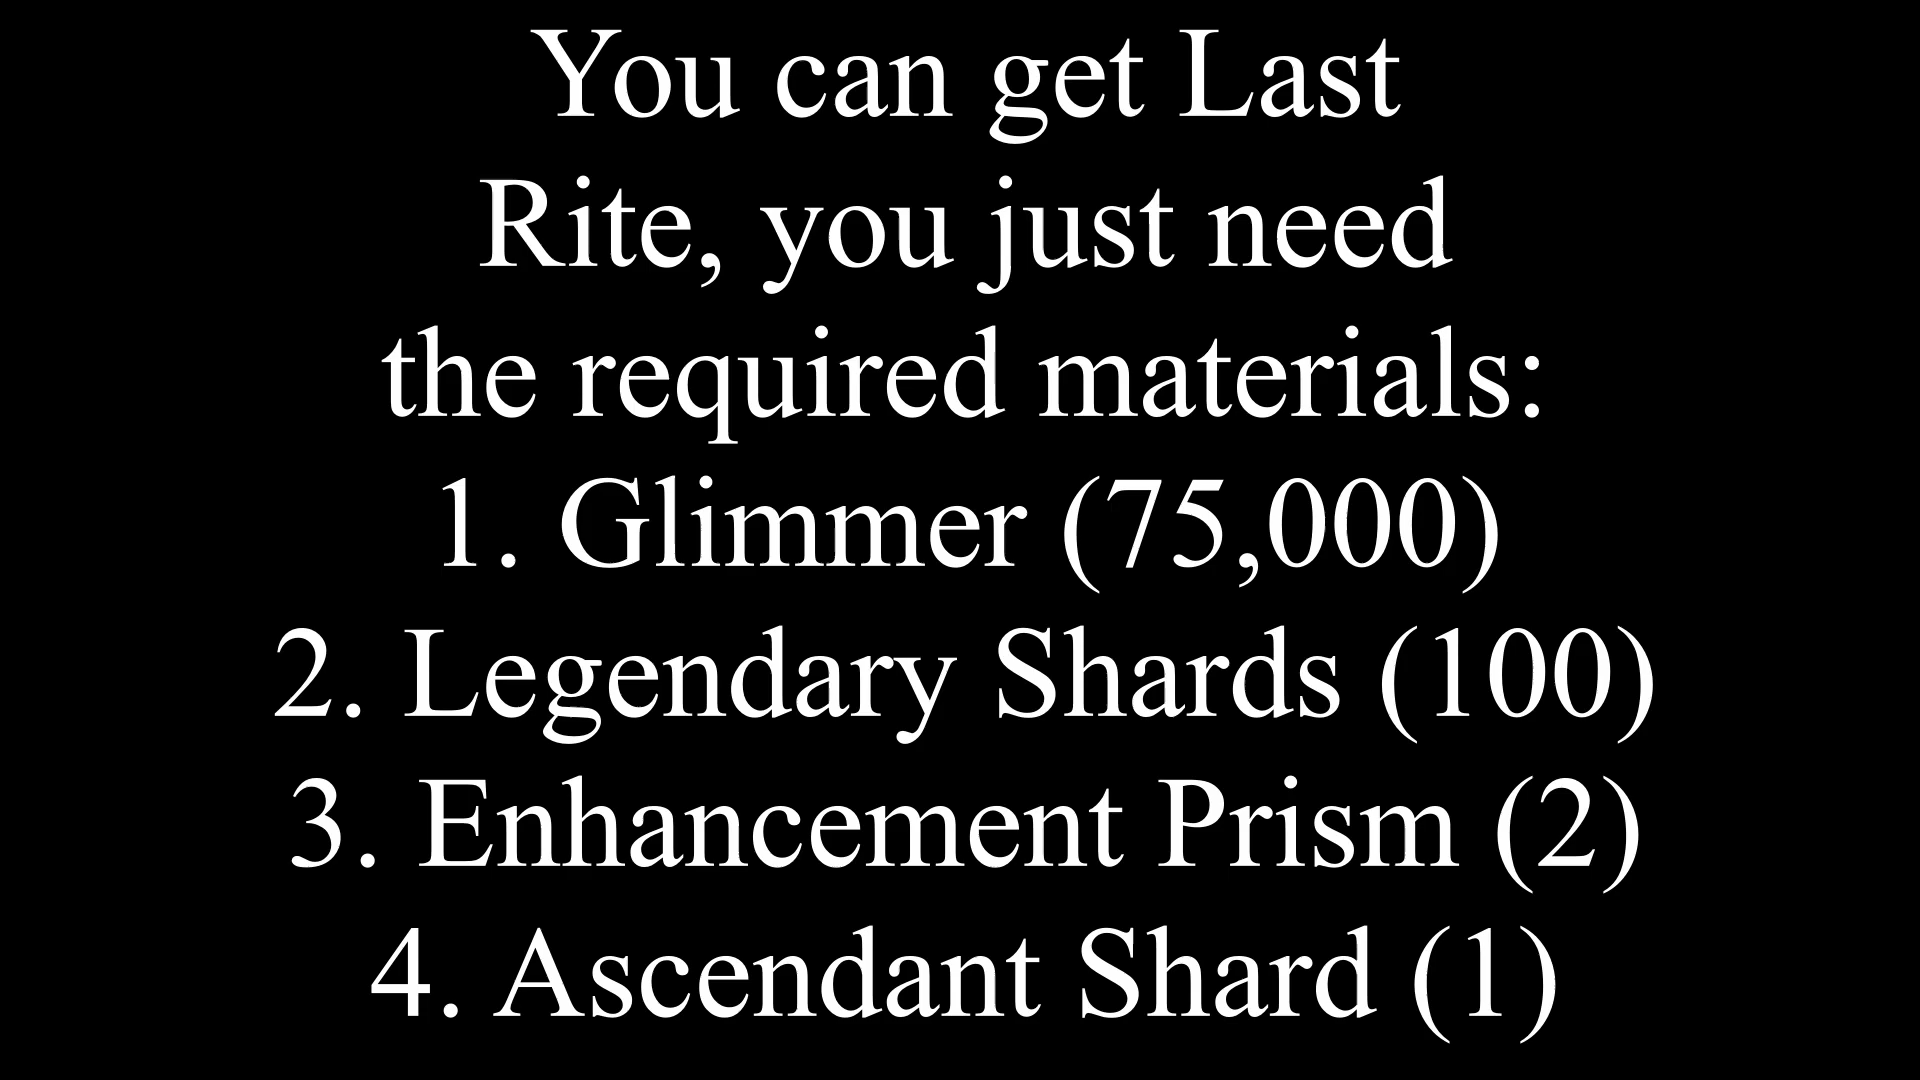 You can get Last
Rite, you just need
the required materials:
1. Glimmer (75,000)
2. Legendary Shards (100)
3. Enhancement Prism (2)
4. Ascendant Shard (1)